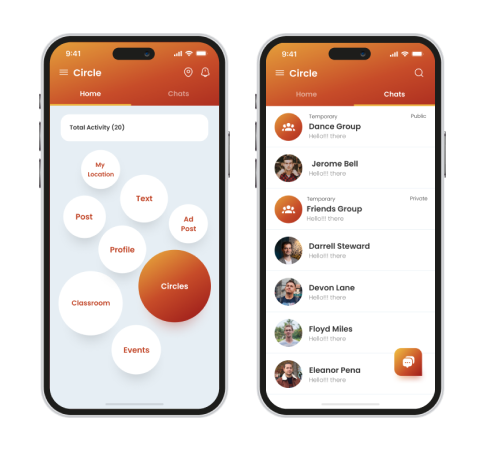 9:41
Circle
Home Chats
Total Activity (20)
My
Location
Text
Post
Ad
Post
Profile
Circles
Classroom
Events
9:41
Circle
Home Chats
Temporary Public
Dance Group
Hello!!! there
Jerome Bell
Hello!!! there
Temporary Private
Friends Group
Hello!!! there
Darrell Steward
Hello!!! there
Devon Lane
Hello!!! there
Floyd Miles
Hello!!! there
Eleanor Pena
Hello!!! there